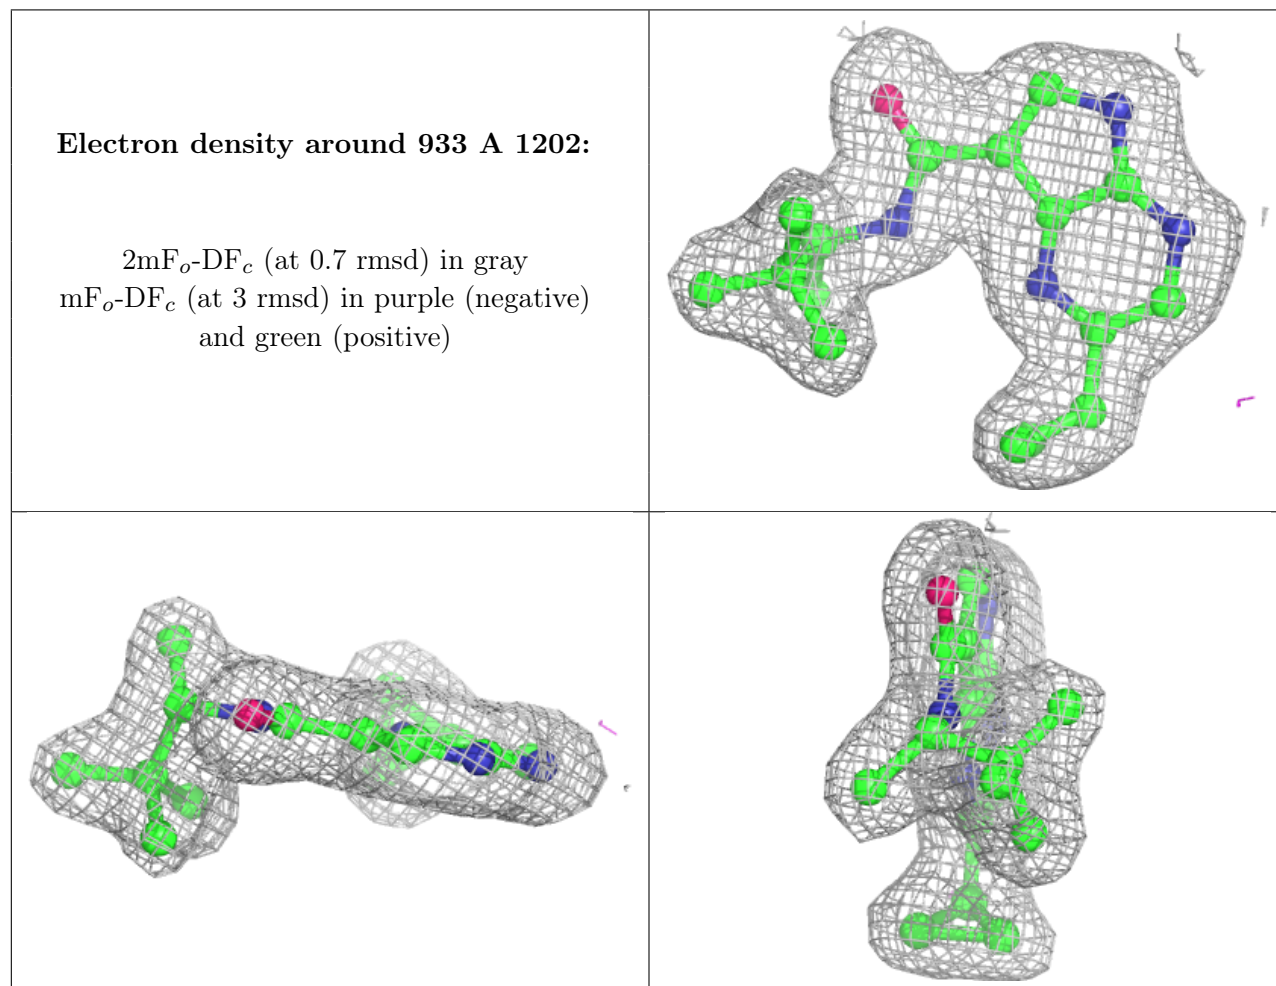 Electron density around 933 A 1202:
2mFo-DFc (at 0.7 rmsd) in gray
mFo-DFc (at 3 rmsd) in purple (negative)
and green (positive)